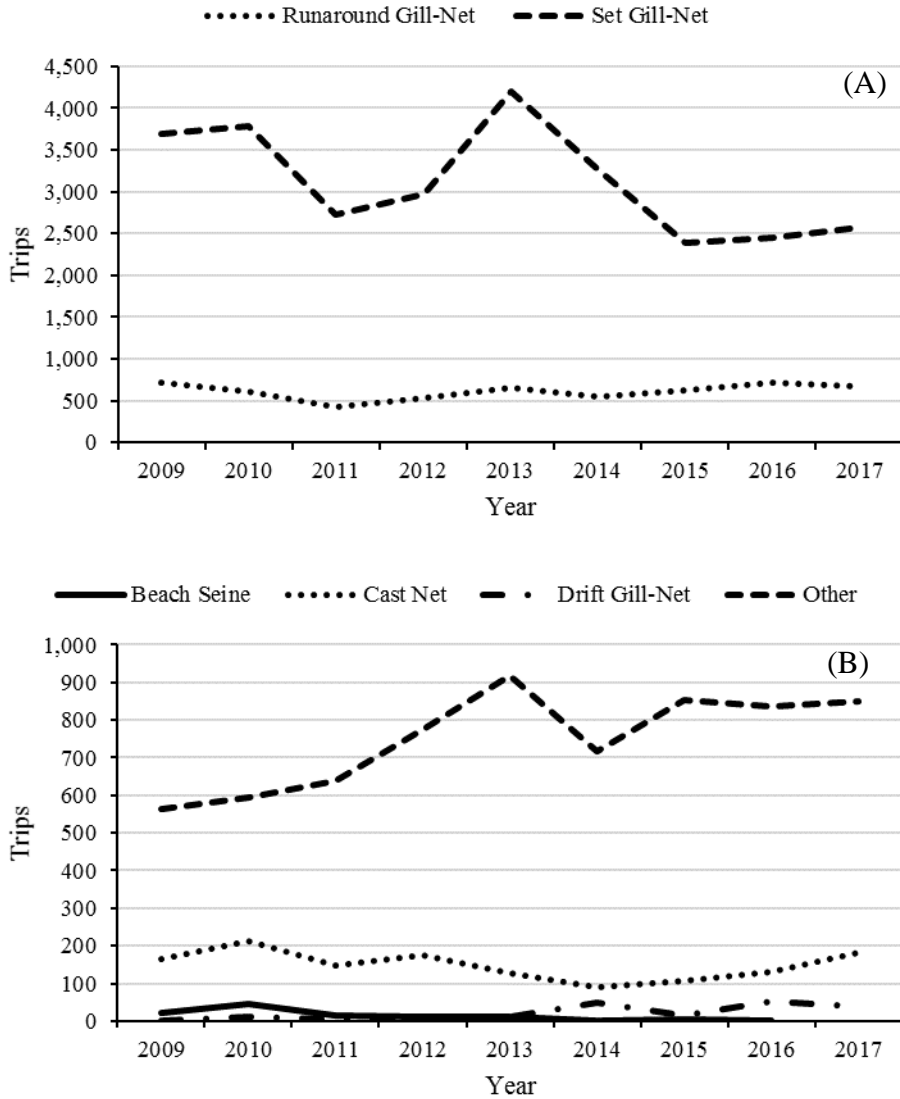 Runaround Gill-Net Set Gill-Net
(A)
4,500
4,000
3,500
3,000
2,500
2,000
1,500
1,000
500
0
Trips
2009 2010 2011 2012 2013 2014 2015 2016 2017
Year
Beach Seine Cast Net Drift Gill-Net Other
(B)
1,000
900
800
700
600
500
400
300
200
100
0
Trips
2009 2010 2011 2012 2013 2014 2015 2016 2017
Year